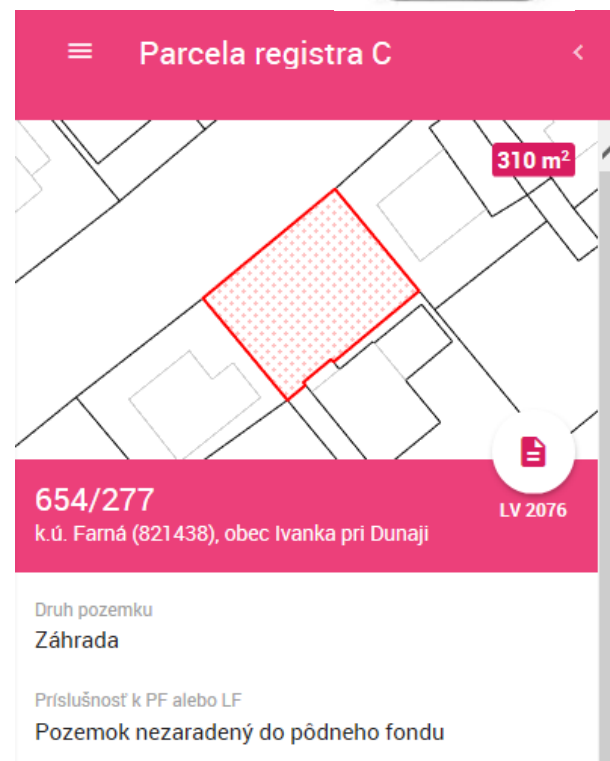 Parcela registra C
310 m²
654/277
k.ú. Farná (821438), obec Ivanka pri Dunaji
LV 2076
Druh pozemku
Záhrada
Príslušnosť k PF alebo LF
Pozemok nezaradený do pôdneho fondu